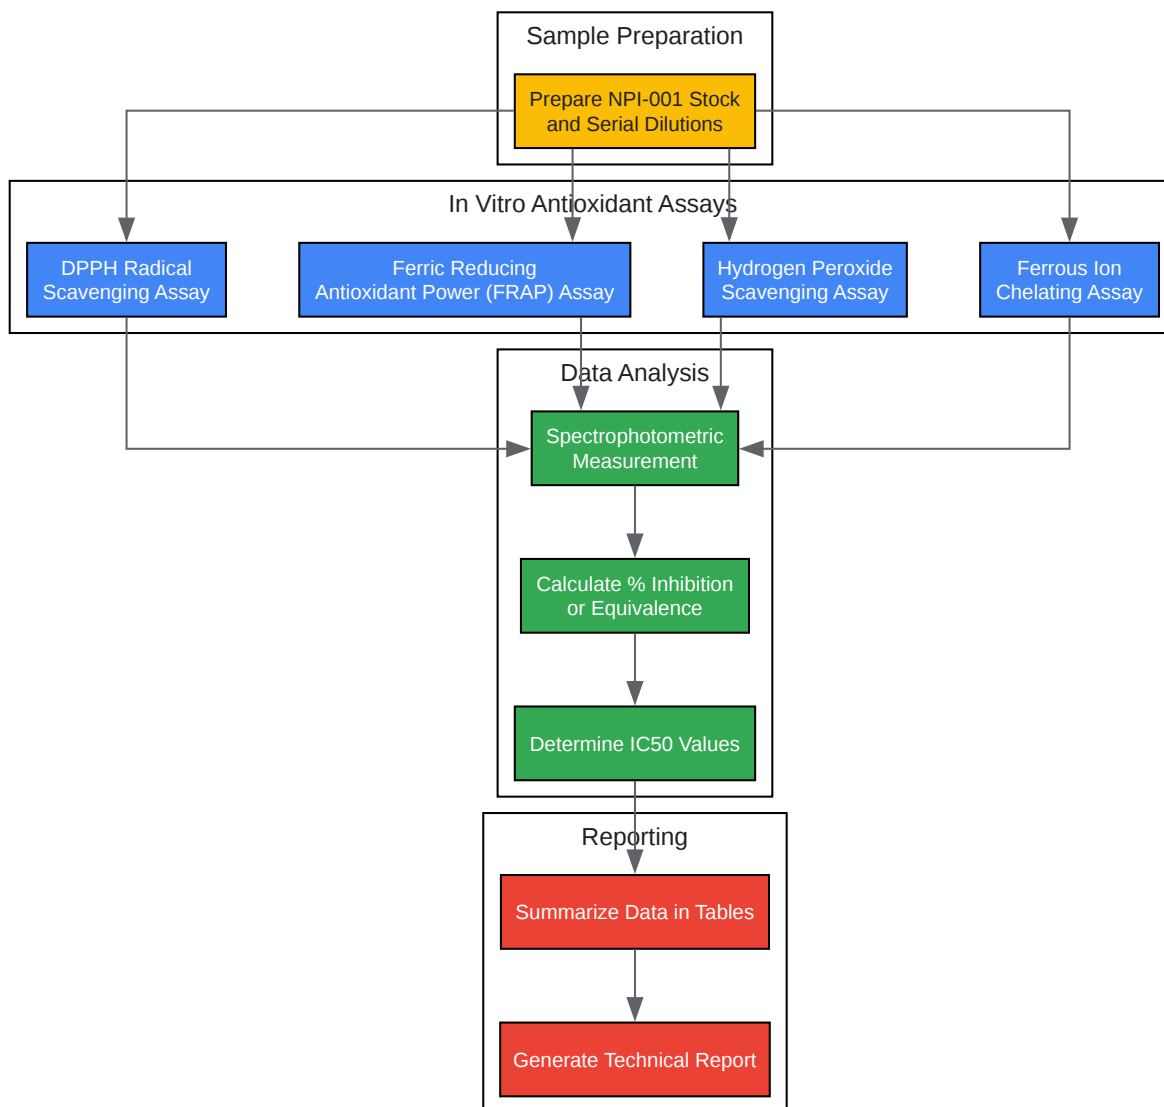 Sample Preparation
Prepare NPI-001 Stock
and Serial Dilutions
In Vitro Antioxidant Assays
DPPH Radical
Scavenging Assay
Ferric Reducing
Antioxidant Power (FRAP) Assay
Hydrogen Peroxide
Scavenging Assay
Ferrous Ion
Chelating Assay
Data Analysis
Spectrophotometric
Measurement
Calculate % Inhibition
or Equivalence
Determine IC50 Values
Reporting
Summarize Data in Tables
Generate Technical Report